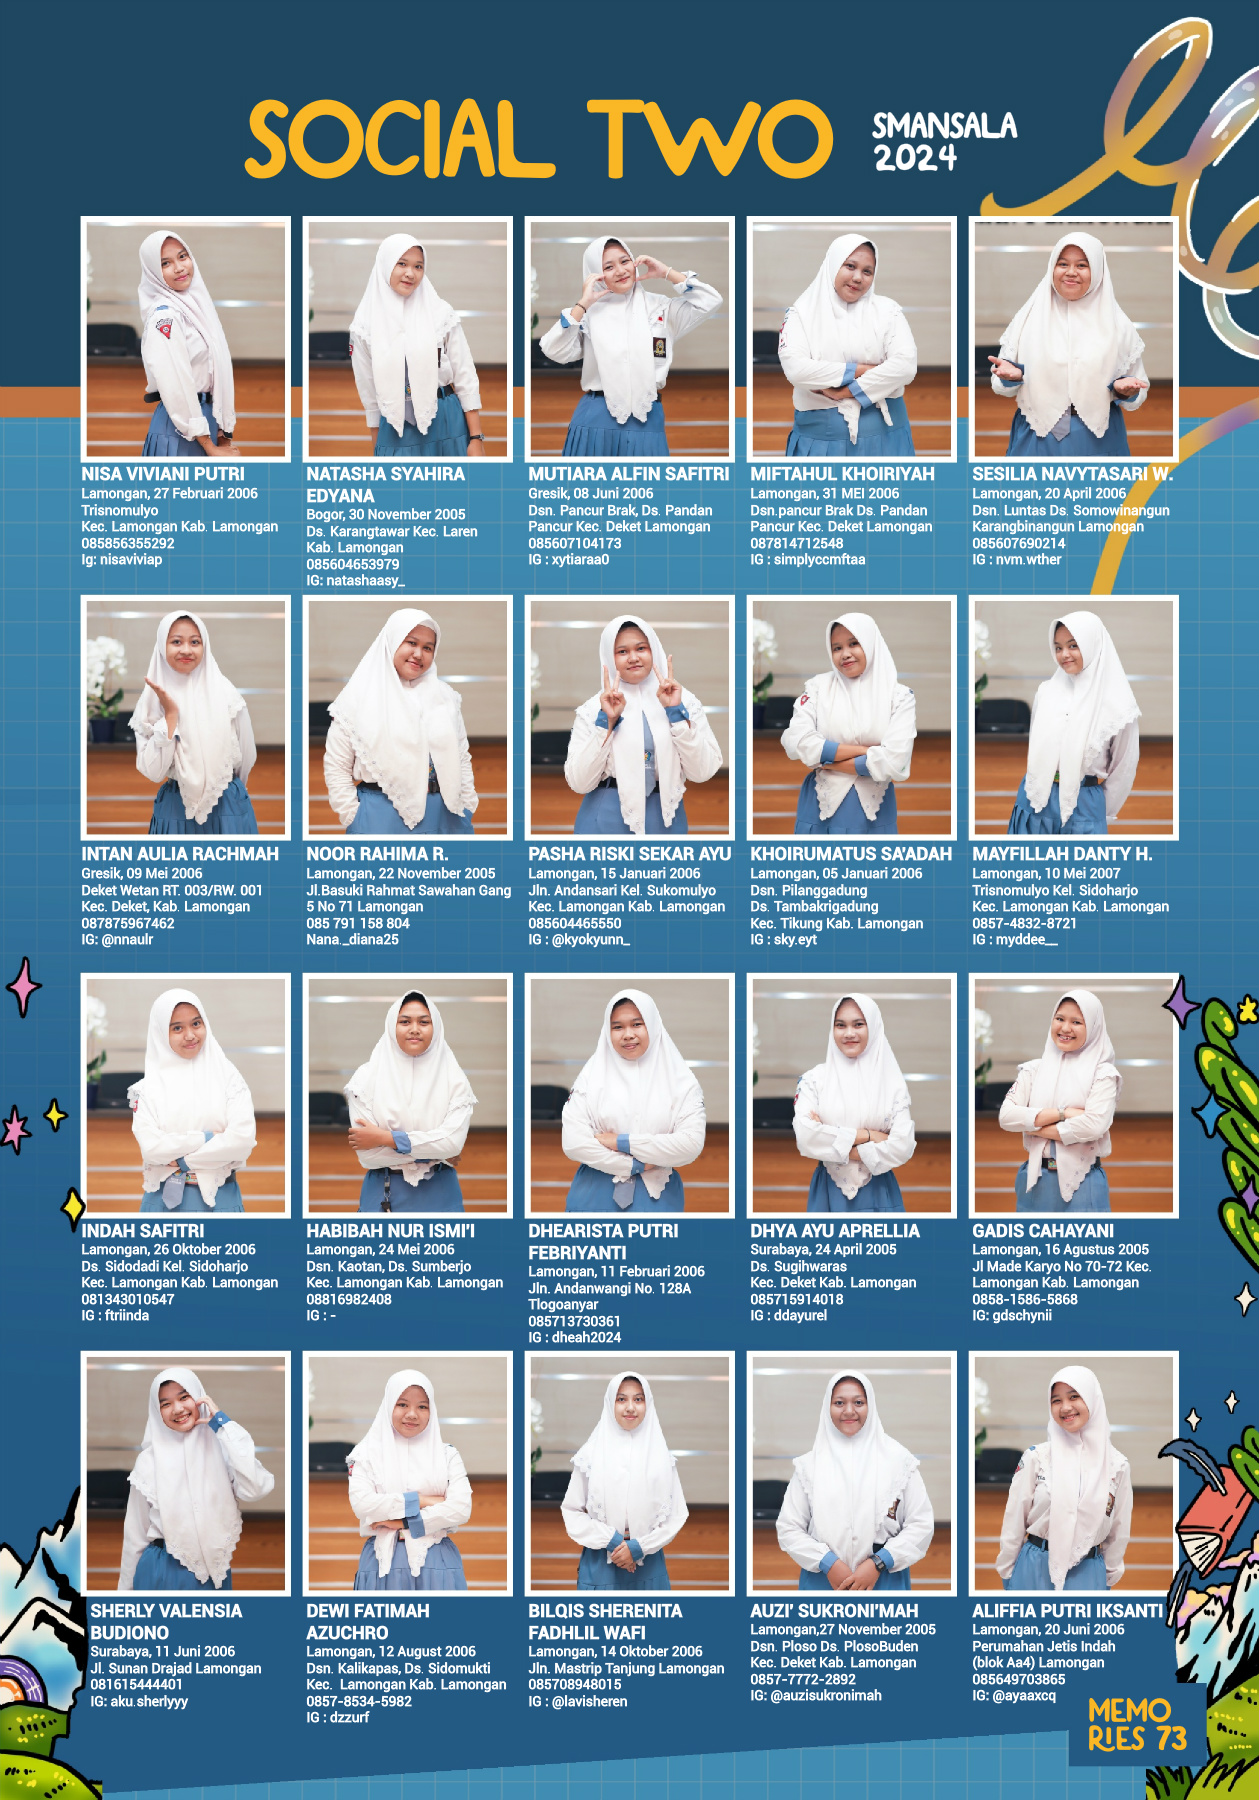 SOCIAL TWO
SMANSALA
2024
NISA VIVIANI PUTRI
Lamongan, 27 Februari 2006
Trisnomulyo
Kec. Lamongan Kab. Lamongan
085856355292
Ig: nisaviviap
NATASHA SYAHIRA
EDYANA
Bogor, 30 November 2005
Ds. Karangtawar Kec. Laren
Kab. Lamongan
085604653979
IG: natashaasy_
MUTIARA ALFIN SAFITRI
Gresik, 08 Juni 2006
Dsn. Pancur Brak, Ds. Pandan
Pancur Kec. Deket Lamongan
085607104173
IG : xytiaraa0
MIFTAHUL KHOIRIYAH
Lamongan, 31 MEI 2006
Dsn.pancur Brak Ds. Pandan
Pancur Kec. Deket Lamongan
087814712548
IG : simplyccmftaa
SESILIA NAVYTASARI W.
Lamongan, 20 April 2006
Dsn. Luntas Ds. Somowinangun
Karangbinangun Lamongan
085607690214
IG : nvm.wther
INTAN AULIA RACHMAH
Gresik, 09 Mei 2006
Deket Wetan RT. 003/RW. 001
Kec. Deket, Kab. Lamongan
087875967462
IG: @nnaulr
NOOR RAHIMA R.
Lamongan, 22 November 2005
Jl.Basuki Rahmat Sawahan Gang
5 No 71 Lamongan
085 791 158 804
Nana._diana25
PASHA RISKI SEKAR AYU
Lamongan, 15 Januari 2006
Jln. Andansari Kel. Sukomulyo
Kec. Lamongan Kab. Lamongan
085604465550
IG : @kyokyunn_
KHOIRUMATUS SA'ADAH
Lamongan, 05 Januari 2006
Dsn. Pilanggadung
Ds. Tambakrigadung
Kec. Tikung Kab. Lamongan
IG : sky.eyt
MAYFILLAH DANTY H.
Lamongan, 10 Mei 2007
Trisnomulyo Kel. Sidoharjo
Kec. Lamongan Kab. Lamongan
0857-4832-8721
IG : myddee__
INDAH SAFITRI
Lamongan, 26 Oktober 2006
Ds. Sidodadi Kel. Sidoharjo
Kec. Lamongan Kab. Lamongan
081343010547
IG : ftriinda
HABIBAH NUR ISMI'I
Lamongan, 24 Mei 2006
Dsn. Kaotan, Ds. Sumberjo
Kec. Lamongan Kab. Lamongan
08816982408
IG : -
DHEARISTA PUTRI
FEBRIYANTI
Lamongan, 11 Februari 2006
Jln. Andanwangi No. 128A
Tlogoanyar
085713730361
IG : dheah2024
DHYA AYU APRELLIA
Surabaya, 24 April 2005
Ds. Sugihwaras
Kec. Deket Kab. Lamongan
085715914018
IG : ddayurel
GADIS CAHAYANI
Lamongan, 16 Agustus 2005
Jl Made Karyo No 70-72 Kec.
Lamongan Kab. Lamongan
0858-1586-5868
IG: gdschynii
SHERLY VALENSIA
BUDIONO
Surabaya, 11 Juni 2006
Jl. Sunan Drajad Lamongan
081615444401
IG: aku.sherlyyy
DEWI FATIMAH
AZUCHRO
Lamongan, 12 August 2006
Dsn. Kalikapas, Ds. Sidomukti
Kec. Lamongan Kab. Lamongan
0857-8534-5982
IG : dzzurf
BILQIS SHERENITA
FADHLIL WAFI
Lamongan, 14 Oktober 2006
Jln. Mastrip Tanjung Lamongan
085708948015
IG : @lavisheren
AUZI' SUKRONI'MAH
Lamongan,27 November 2005
Dsn. Ploso Ds. PlosoBuden
Kec. Deket Kab. Lamongan
0857-7772-2892
IG: @auzisukronimah
ALIFFIA PUTRI IKSANTI
Lamongan, 20 Juni 2006
Perumahan Jetis Indah
(blok Aa4) Lamongan
085649703865
IG: @ayaaxcq
MEMO
RIES 73